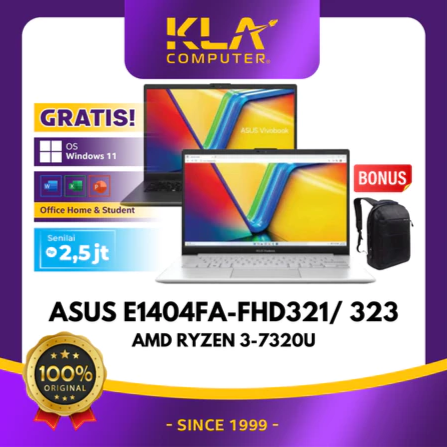 KLA
COMPUTER®
GRATIS!
OS
Windows 11
Office Home & Student
Senilai
Rp 2,5 jt
ASUS Vivobook
BONUS
ASUS E1404FA-FHD321/ 323
AMD RYZEN 3-7320U
100%
ORIGINAL
- SINCE 1999 -